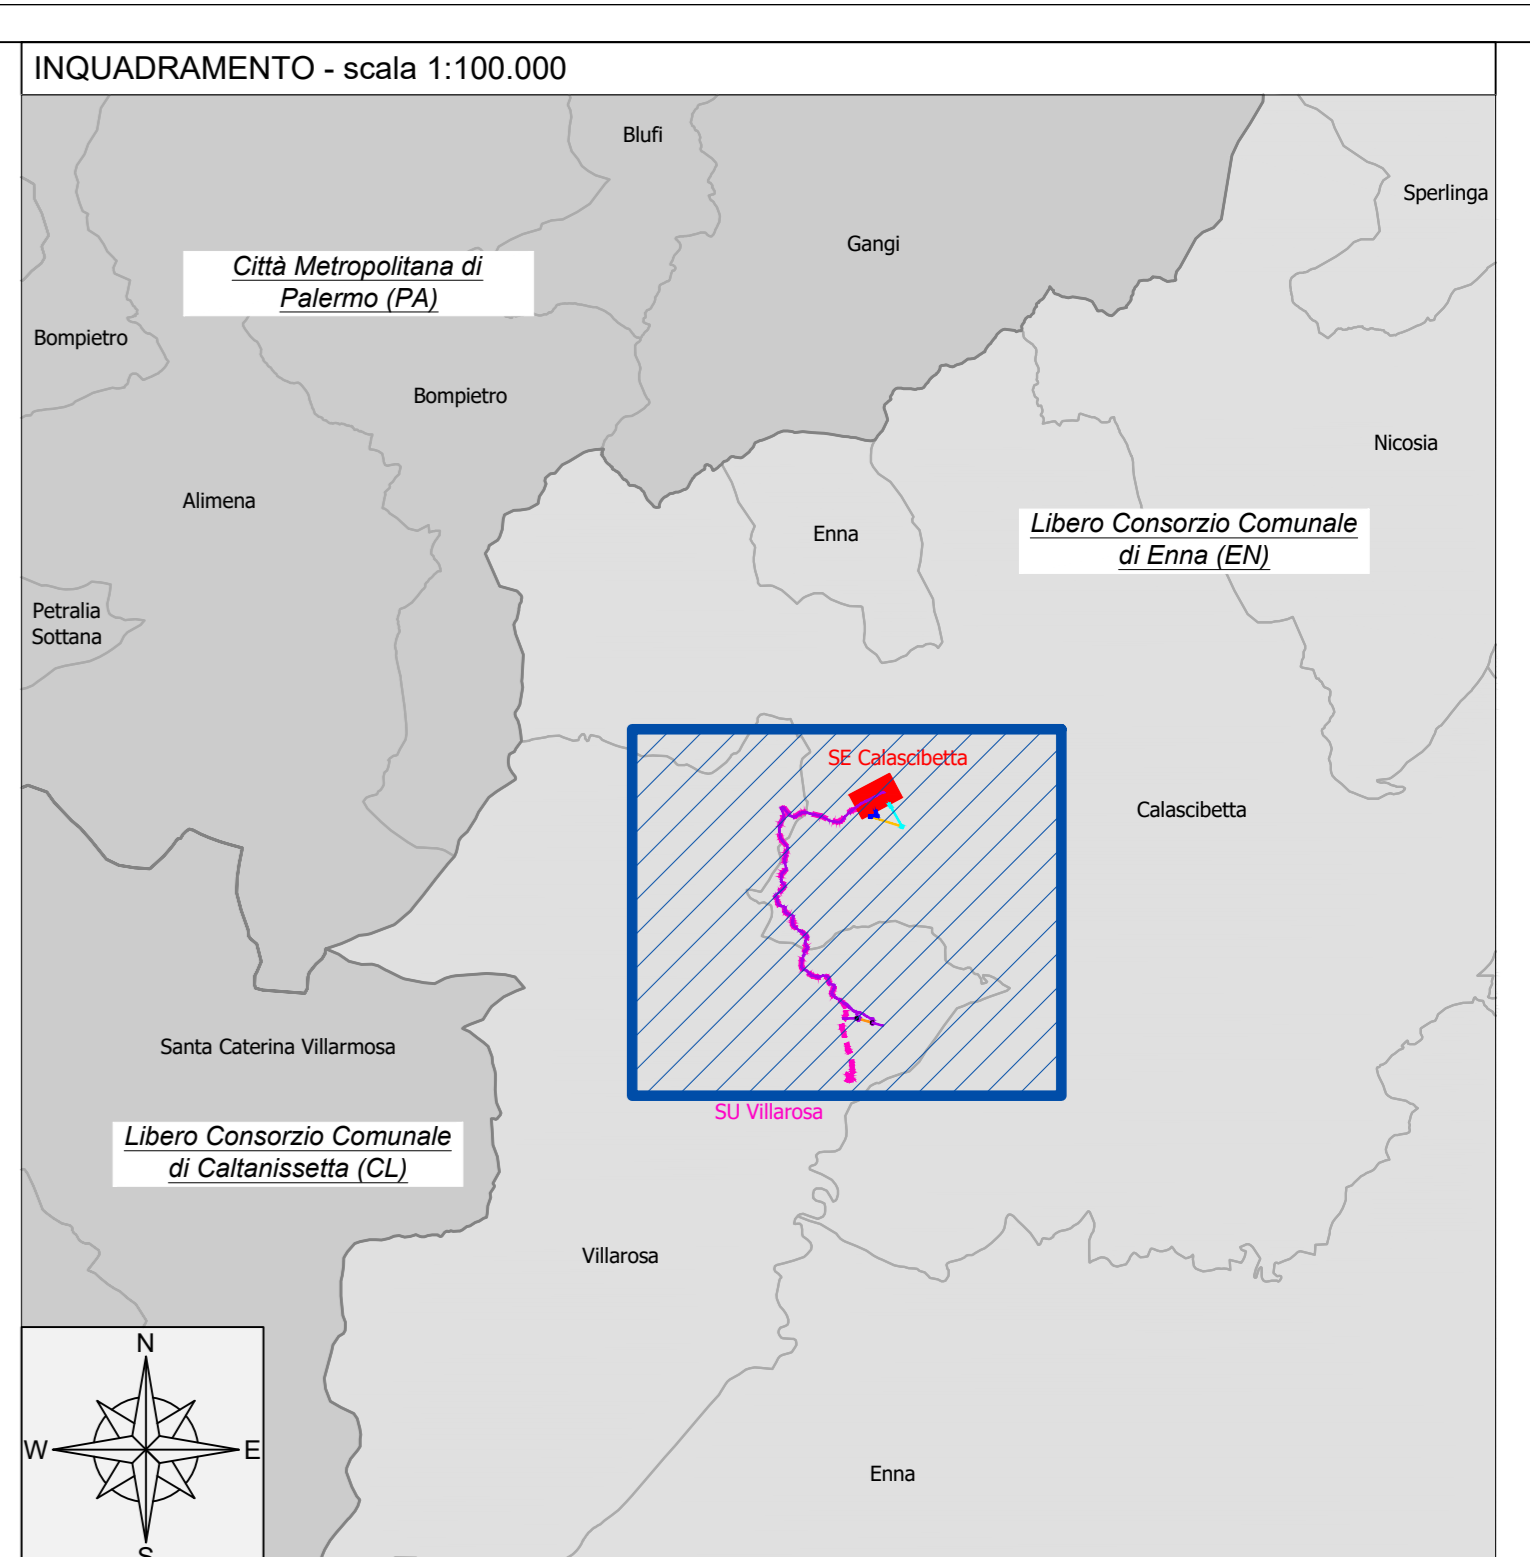 INQUADRAMENTO - scala 1:100.000
Blufi
Sperlinga
Gangi
Città Metropolitana di
Palermo (PA)
Bompietro
Bompietro
Nicosia
Alimena
Enna
Libero Consorzio Comunale
di Enna (EN)
Petralia
Sottana
SE Calascibetta
Calascibetta
Santa Caterina Villarmosa
SU Villarosa
Libero Consorzio Comunale
di Caltanissetta (CL)
Villarosa
N
W
E
Enna
S